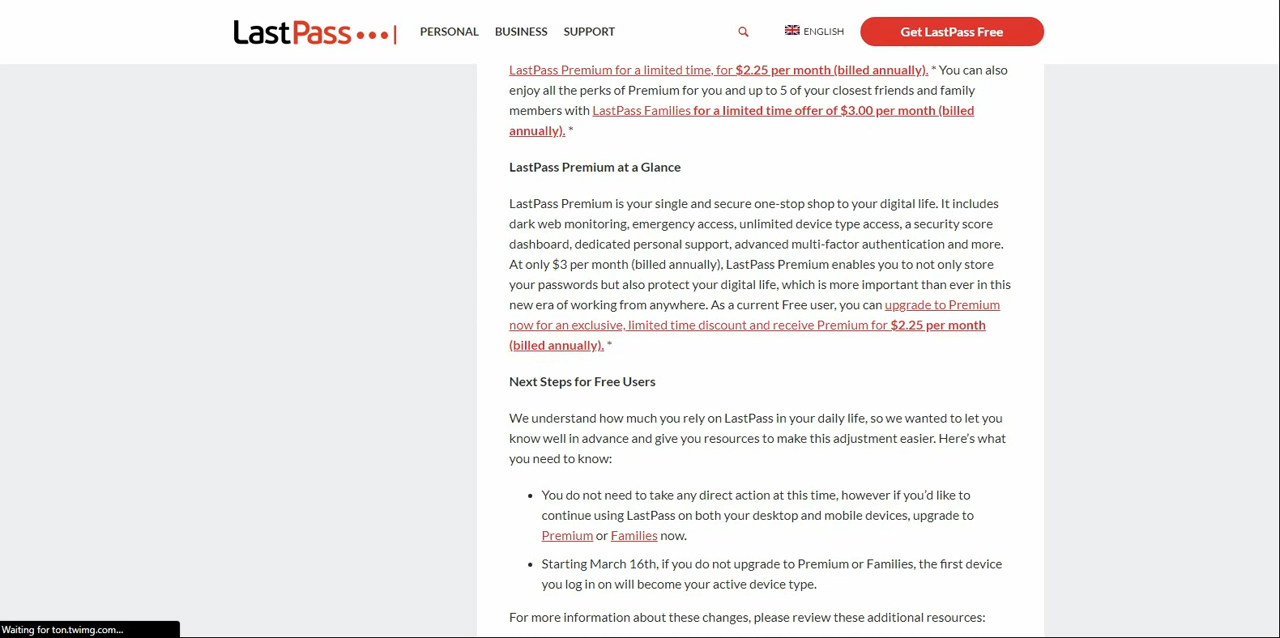 LastPass
PERSONAL BUSINESS SUPPORT ENGLISH Get LastPass Free
LastPass Premium for a limited time, for $2.25 per month (billed annually). * You can also
enjoy all the perks of Premium for you and up to 5 of your closest friends and family
members with LastPass Families for a limited time offer of $3.00 per month (billed
annually). *
LastPass Premium at a Glance
LastPass Premium is your single and secure one-stop shop to your digital life. It includes
dark web monitoring, emergency access, unlimited device type access, a security score
dashboard, dedicated personal support, advanced multi-factor authentication and more.
At only $3 per month (billed annually), LastPass Premium enables you to not only store
your passwords but also protect your digital life, which is more important than ever in this
new era of working from anywhere. As a current Free user, you can upgrade to Premium
now for an exclusive, limited time discount and receive Premium for $2.25 per month
(billed annually). *
Next Steps for Free Users
We understand how much you rely on LastPass in your daily life, so we wanted to let you
know well in advance and give you resources to make this adjustment easier. Here's what
you need to know:
• You do not need to take any direct action at this time, however if you'd like to
continue using LastPass on both your desktop and mobile devices, upgrade to
Premium or Families now.
• Starting March 16th, if you do not upgrade to Premium or Families, the first device
you log in on will become your active device type.
For more information about these changes, please review these additional resources:
Waiting for ton.twimg.com...